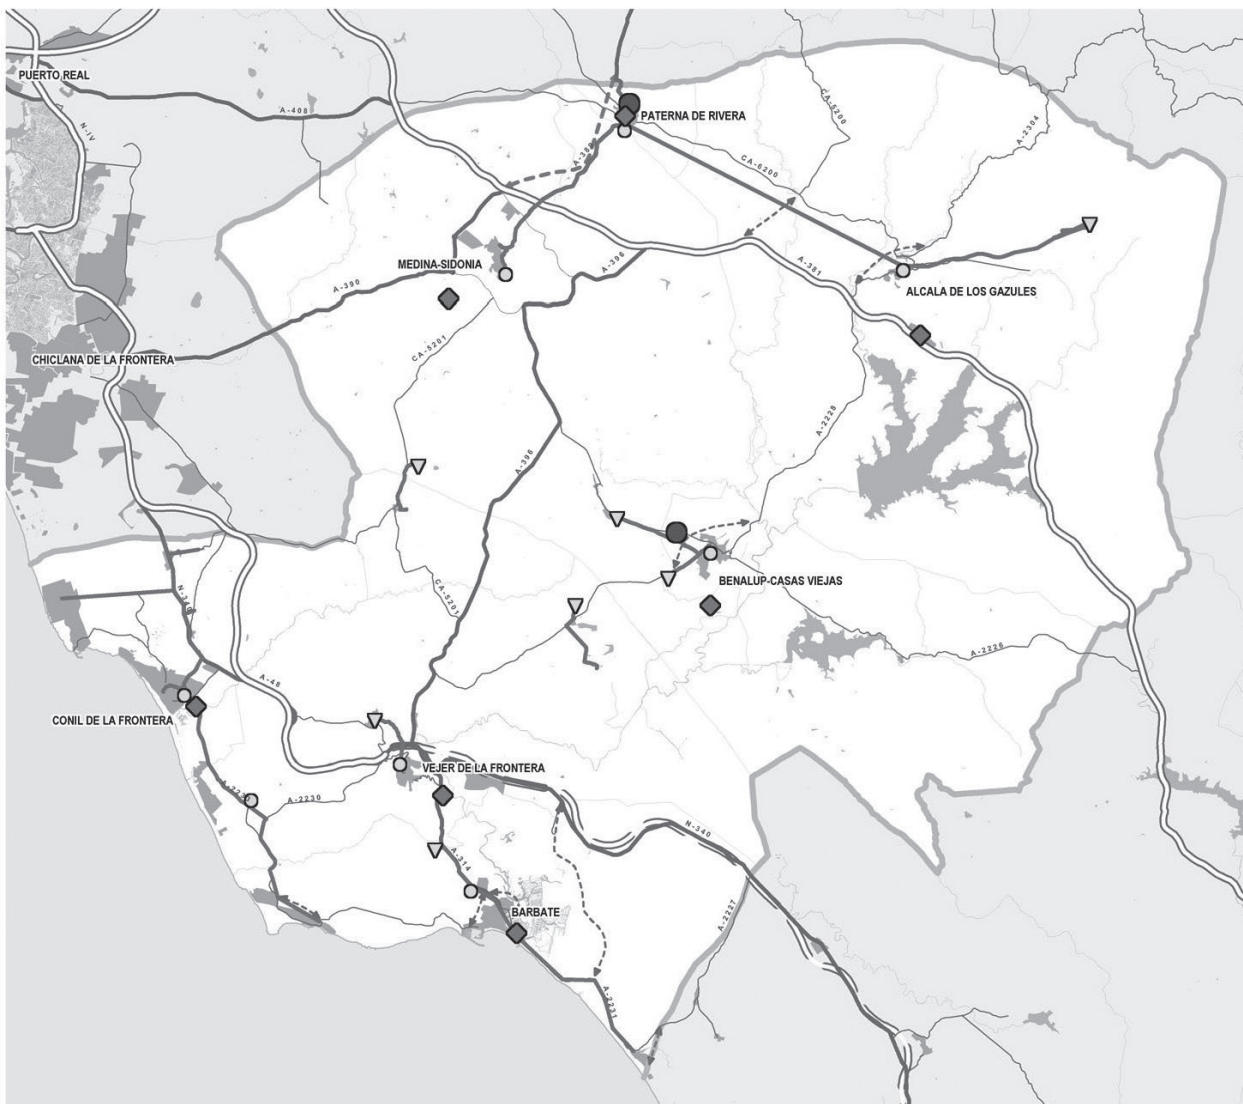 PUERTO REAL
N-IV
A-408
PATERNA DE RIVERA
CA-5200
A-2304
CA-6200
MEDINA-SIDONIA
A-390
A-396
A-381
ALCALA DE LOS GAZULES
CHICLANA DE LA FRONTERA
CA-5201
A-2228
A-396
BENALUP-CASAS VIEJAS
CA-5201
N-340
A-2226
A-48
CONIL DE LA FRONTERA
VEJER DE LA FRONTERA
A-2230
N-340
A-314
BARBATE
A-2227
A-2231